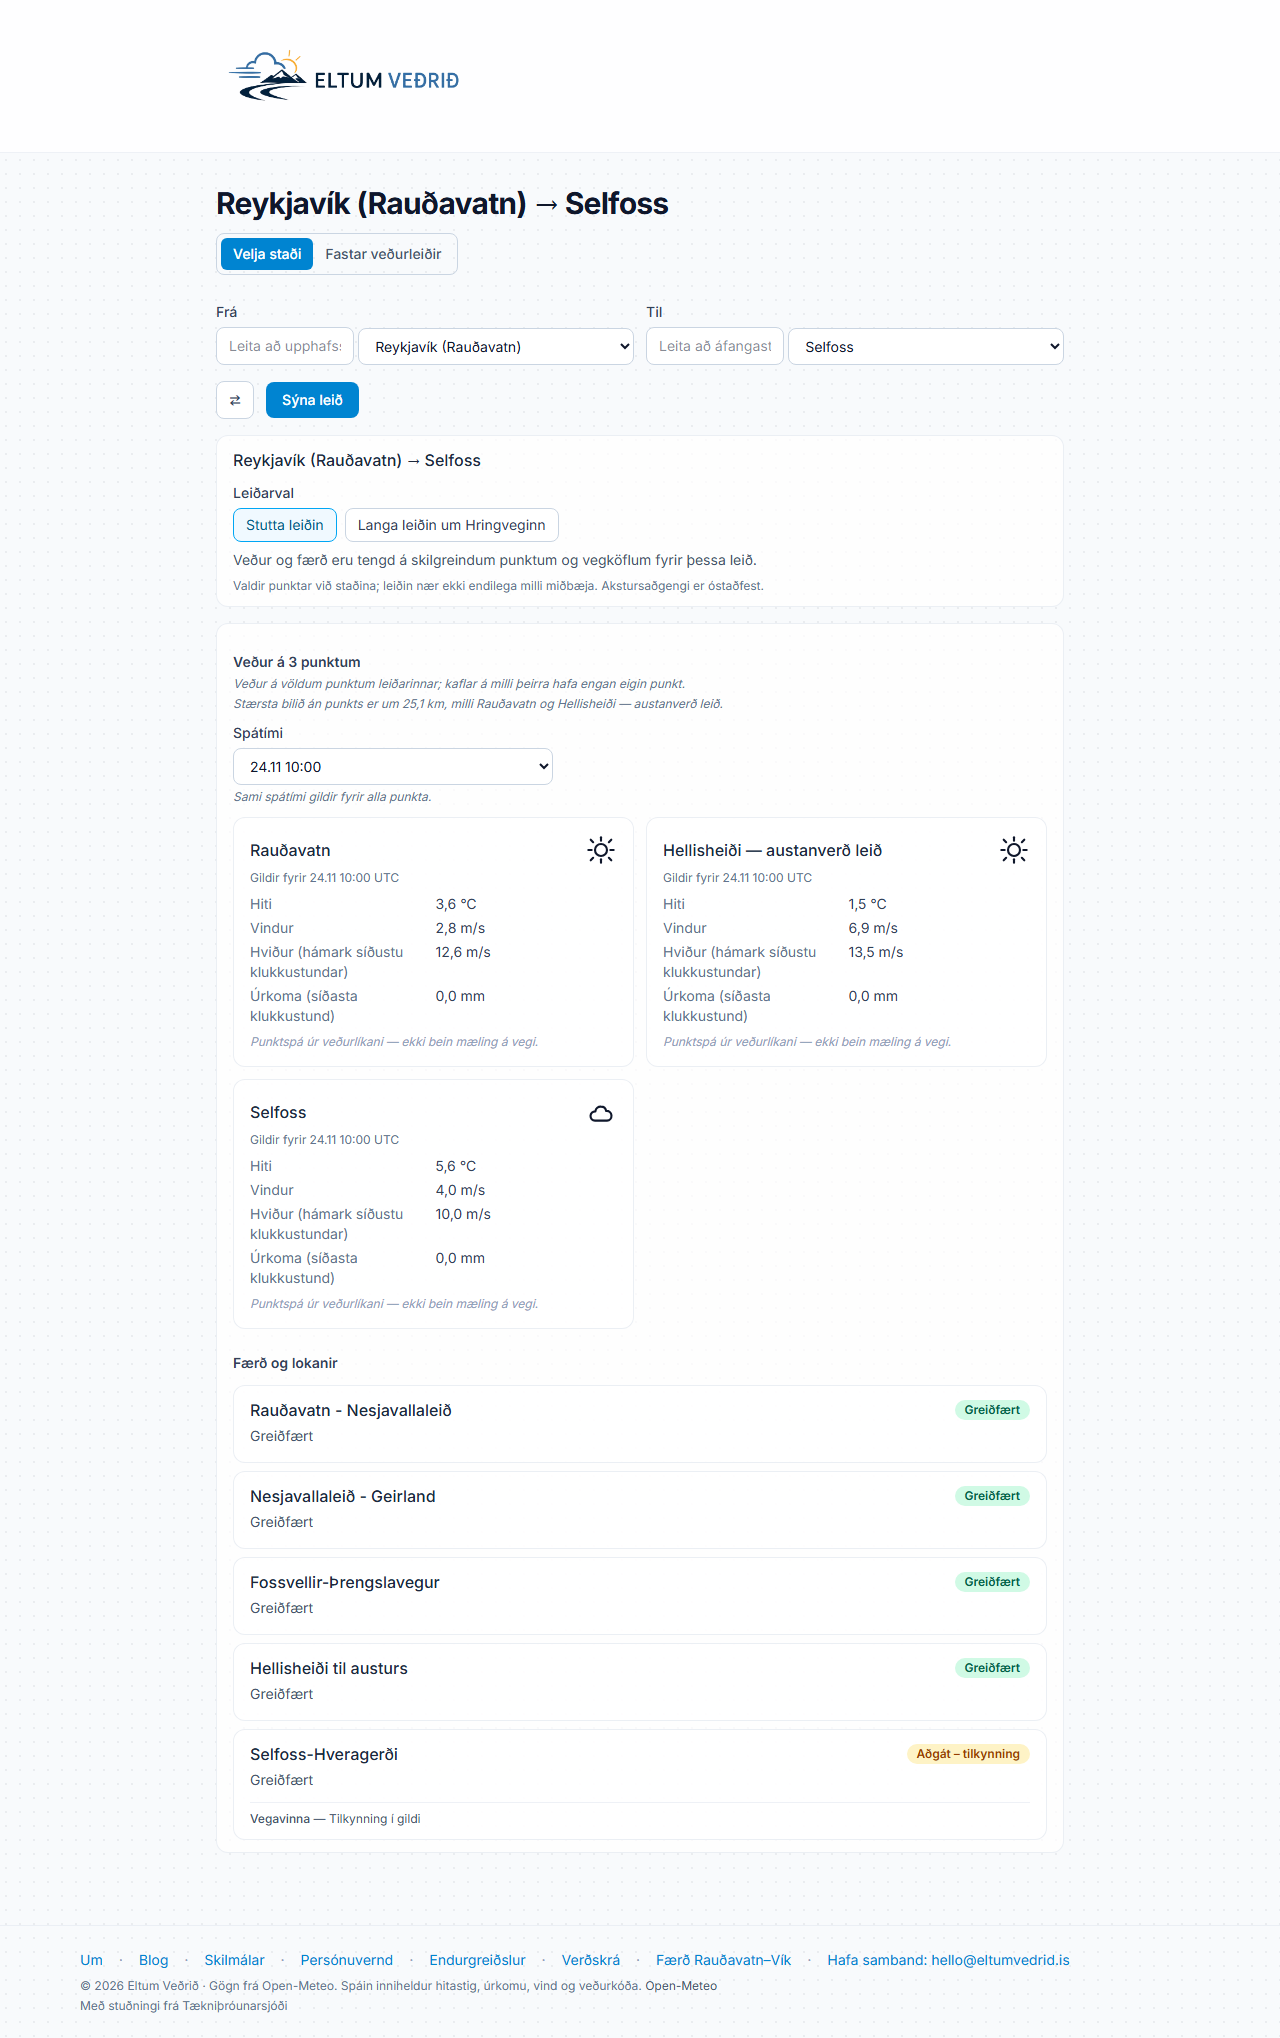 ELTUM VEÐRIÐ
Reykjavík (Rauðavatn) → Selfoss
Velja staði
Fastar veðurleiðir
Frá
Til
Leita að upphafs
Reykjavík (Rauðavatn)
Leita að áfangast
Selfoss
⇄
Sýna leið
Reykjavík (Rauðavatn) → Selfoss
Leiðarval
Stutta leiðin
Langa leiðin um Hringveginn
Veður og færð eru tengd á skilgreindum punktum og vegköflum fyrir þessa leið.
Valdir punktar við staðina; leiðin nær ekki endilega milli miðbæja. Akstursaðgengi er óstaðfest.
Veður á 3 punktum
Veður á völdum punktum leiðarinnar; kaflar á milli þeirra hafa engan eigin punkt.
Stærsta bilið án punkts er um 25,1 km, milli Rauðavatn og Hellisheiði — austanverð leið.
Spátími
24.11 10:00
Sami spátími gildir fyrir alla punkta.
Rauðavatn
Gildir fyrir 24.11 10:00 UTC
Hiti 3,6 °C
Vindur 2,8 m/s
Hviður (hámark síðustu 12,6 m/s
klukkustundar)
Úrkoma (síðasta 0,0 mm
klukkustund)
Punktspá úr veðurlíkani — ekki bein mæling á vegi.
Hellisheiði — austanverð leið
Gildir fyrir 24.11 10:00 UTC
Hiti 1,5 °C
Vindur 6,9 m/s
Hviður (hámark síðustu 13,5 m/s
klukkustundar)
Úrkoma (síðasta 0,0 mm
klukkustund)
Punktspá úr veðurlíkani — ekki bein mæling á vegi.
Selfoss
Gildir fyrir 24.11 10:00 UTC
Hiti 5,6 °C
Vindur 4,0 m/s
Hviður (hámark síðustu 10,0 m/s
klukkustundar)
Úrkoma (síðasta 0,0 mm
klukkustund)
Punktspá úr veðurlíkani — ekki bein mæling á vegi.
Færð og lokanir
Rauðavatn - Nesjavallaleið Greiðfært
Greiðfært
Nesjavallaleið - Geirland Greiðfært
Greiðfært
Fossvellir-Þrengslavegur Greiðfært
Greiðfært
Hellisheiði til austurs Greiðfært
Greiðfært
Selfoss-Hveragerði Aðgát – tilkynning
Greiðfært
Vegavinna — Tilkynning í gildi
Um · Blog · Skilmálar · Persónuvernd · Endurgreiðslur · Verðskrá · Færð Rauðavatn–Vík · Hafa samband: hello@eltumvedrid.is
© 2026 Eltum Veðrið · Gögn frá Open-Meteo. Spáin inniheldur hitastig, úrkomu, vind og veðurkóða. Open-Meteo
Með stuðningi frá Tækniþróunarsjóði